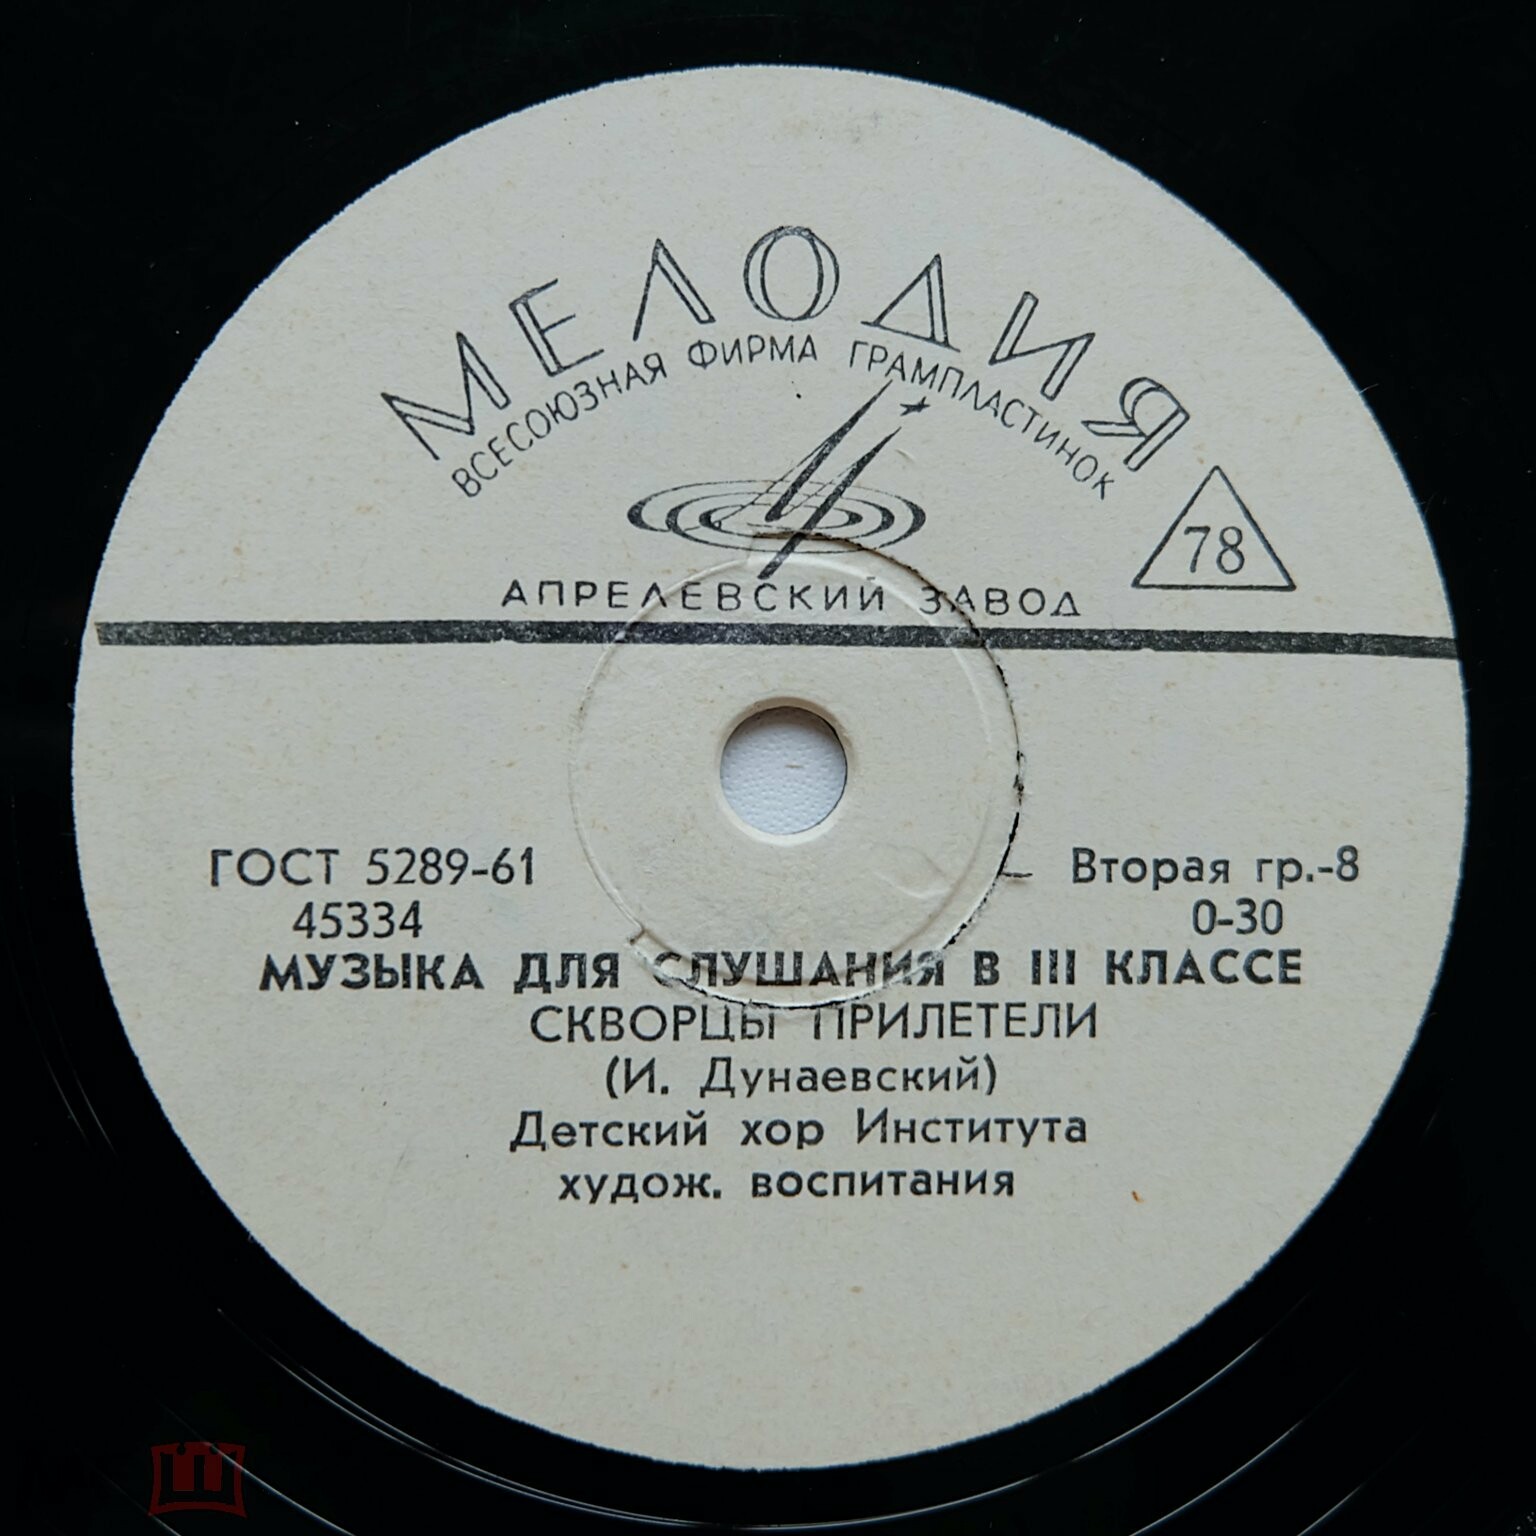 МЕЛОДИЯ
ВСЕСОЮЗНАЯ ФИРМА ГРАМПЛАСТИНОК
78
АПРЕЛЕВСКИЙ ЗАВОД
ГОСТ 5289-61 Вторая гр.-8
45334 0-30
МУЗЫКА ДЛЯ СЛУШАНИЯ В III КЛАССЕ
СКВОРЦЫ ПРИЛЕТЕЛИ
(И. Дунаевский)
Детский хор Института
худож. воспитания